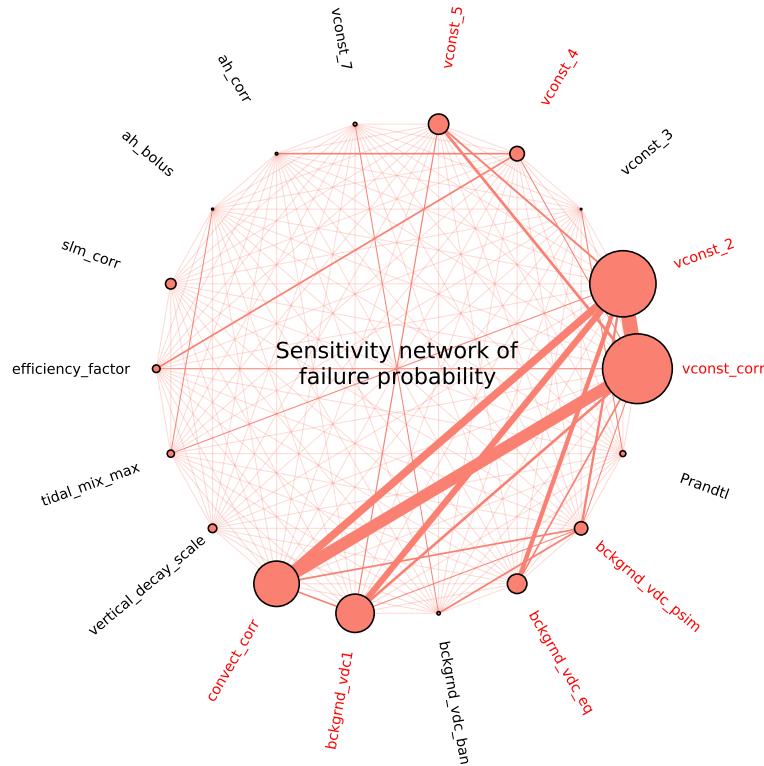 vconst_5
vconst_7
vconst_4
ah_corr
vconst_3
ah_bolus
vconst_2
slm_corr
Sensitivity network of
failure probability
efficiency_factor
vconst_corr
tidal_mix_max
Prandtl
vertical_decay_scale
bckgrnd_vdc_psim
convect_corr
bckgrnd_vdc_eq
bckgrnd_vdc1
bckgrnd_vdc_ban